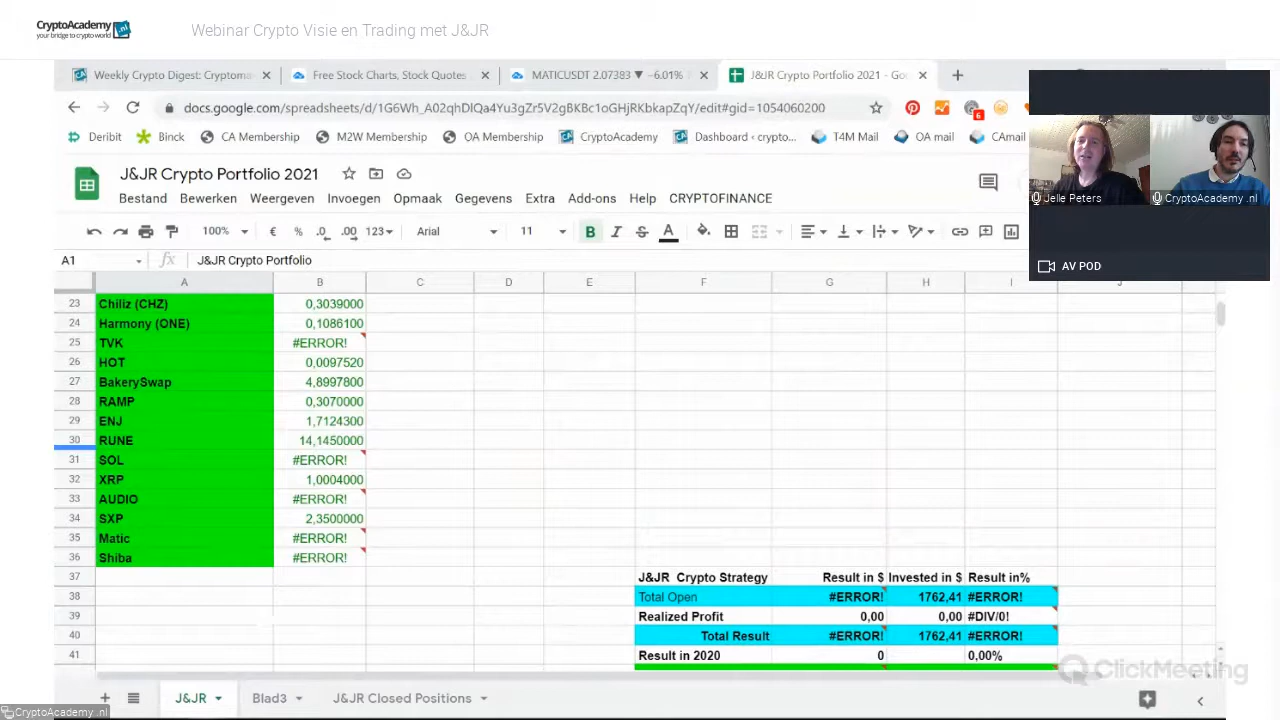 CryptoAcademy .nl
your bridge to crypto world
Webinar Crypto Visie en Trading met J&JR
Weekly Crypto Digest: Cryptoma
Free Stock Charts, Stock Quotes
MATICUSDT 2.07383 ▼ −6.01%
J&JR Crypto Portfolio 2021 - Go
docs.google.com/spreadsheets/d/1G6Wh_A02qhDlQa4Yu3gZr5V2gBKBc1oGHjRKbkapZqY/edit#gid=1054060200
6
Deribit Binck CA Membership M2W Membership OA Membership CryptoAcademy Dashboard ‹ crypto... T4M Mail OA mail CAmail
J&JR Crypto Portfolio 2021
Bestand Bewerken Weergeven Invoegen Opmaak Gegevens Extra Add-ons Help CRYPTOFINANCE
100% € % .0 .00 123 Arial 11 B I S A
A1 fx J&JR Crypto Portfolio
Jelle Peters
CryptoAcademy .nl
AV POD
A B C D E F G H I J
23 Chiliz (CHZ) 0,3039000
24 Harmony (ONE) 0,1086100
25 TVK #ERROR!
26 HOT 0,0097520
27 BakerySwap 4,8997800
28 RAMP 0,3070000
29 ENJ 1,7124300
30 RUNE 14,1450000
31 SOL #ERROR!
32 XRP 1,0004000
33 AUDIO #ERROR!
34 SXP 2,3500000
35 Matic #ERROR!
36 Shiba #ERROR!
37 J&JR Crypto Strategy Result in $ Invested in $ Result in%
38 Total Open #ERROR! 1762,41 #ERROR!
39 Realized Profit 0,00 0,00 #DIV/0!
40 Total Result #ERROR! 1762,41 #ERROR!
41 Result in 2020 0 0,00%
ClickMeeting
J&JR Blad3 J&JR Closed Positions
CryptoAcademy .nl